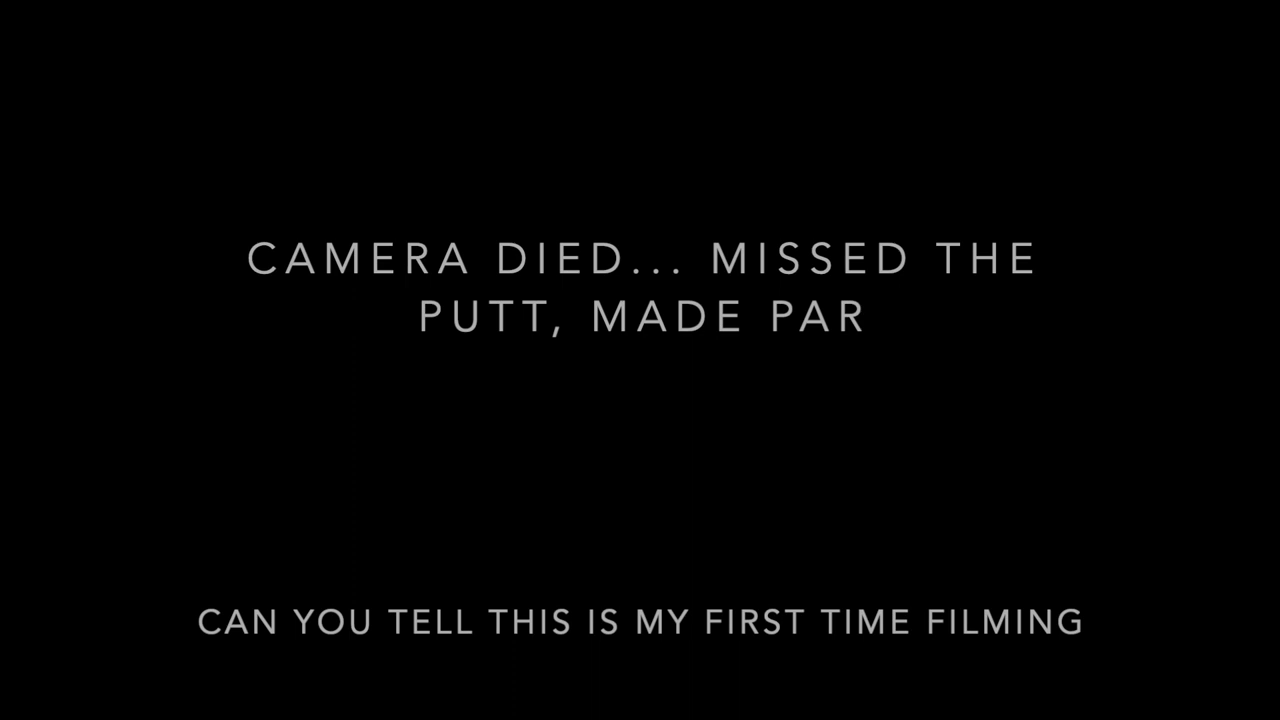 CAMERA DIED... MISSED THE
PUTT, MADE PAR
CAN YOU TELL THIS IS MY FIRST TIME FILMING